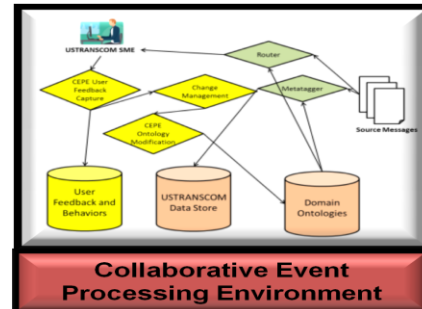 USTRANSCOM SME
Router
CEPE User
Feedback
Capture
Change
Management
Metatagger
Source Messages
CEPE
Ontology
Modification
User
Feedback and
Behaviors
USTRANSCOM
Data Store
Domain
Ontologies
Collaborative Event
Processing Environment